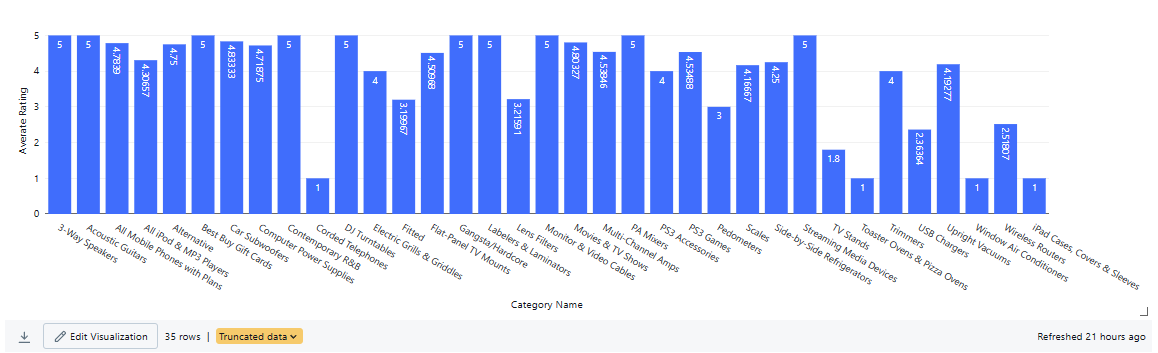 Averate Rating
5
4
3
2
1
0
5
5
4.7839
4.30657
4.75
5
4.83333
4.71875
5
1
5
4
3.19967
4.50968
5
5
3.21591
5
4.80327
4.53846
5
4
4.53488
3
4.16667
4.25
5
1.8
1
4
2.36364
4.19277
1
2.51807
1
3-Way Speakers
Acoustic Guitars
All Mobile Phones with Plans
All iPod & MP3 Players
Alternative
Best Buy Gift Cards
Car Subwoofers
Computer Power Supplies
Contemporary R&B
Corded Telephones
DJ Turntables
Electric Grills & Griddles
Fitted
Flat-Panel TV Mounts
Gangsta/Hardcore
Labelers & Laminators
Lens Filters
Monitor & Video Cables
Movies & TV Shows
Multi-Channel Amps
PA Mixers
PS3 Accessories
PS3 Games
Pedometers
Scales
Side-by-Side Refrigerators
Streaming Media Devices
TV Stands
Toaster Ovens & Pizza Ovens
Trimmers
USB Chargers
Upright Vacuums
Window Air Conditioners
Wireless Routers
iPad Cases, Covers & Sleeves
Category Name
Edit Visualization 35 rows | Truncated data Refreshed 21 hours ago